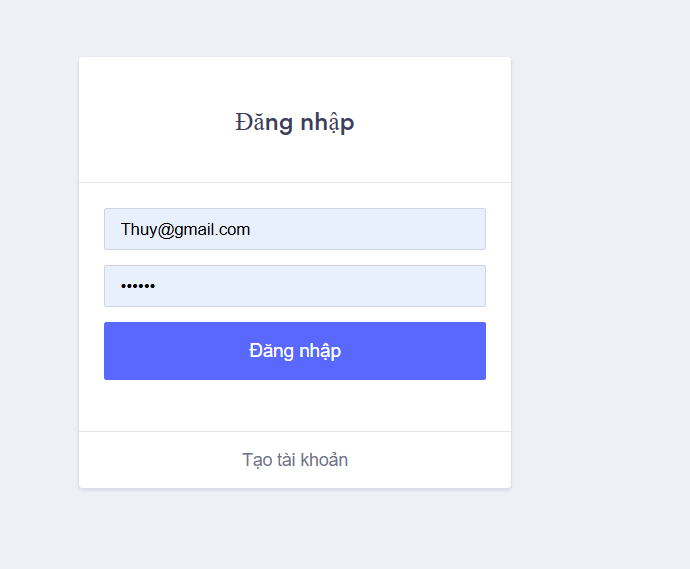 Đăng nhập
Thuy@gmail.com
••••••
Đăng nhập
Tạo tài khoản